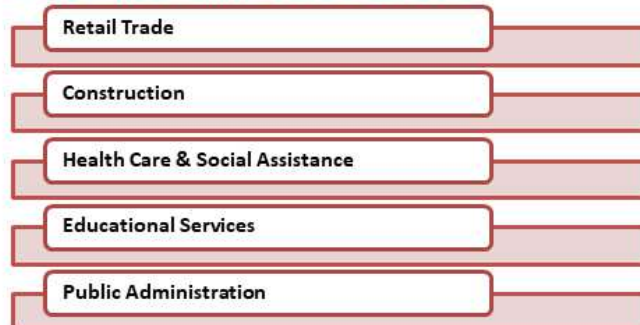 Retail Trade
Construction
Health Care & Social Assistance
Educational Services
Public Administration